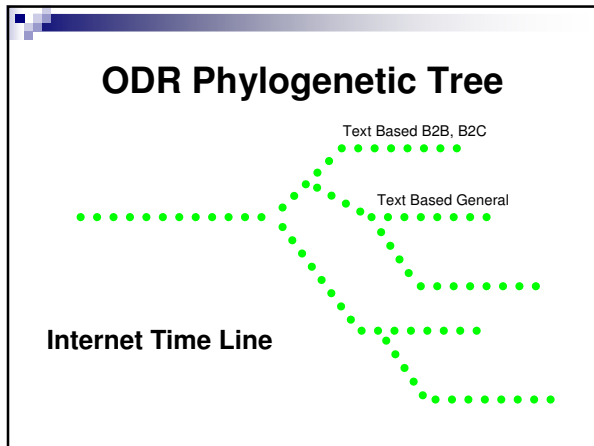 ODR Phylogenetic Tree
Text Based B2B, B2C
Text Based General
Internet Time Line